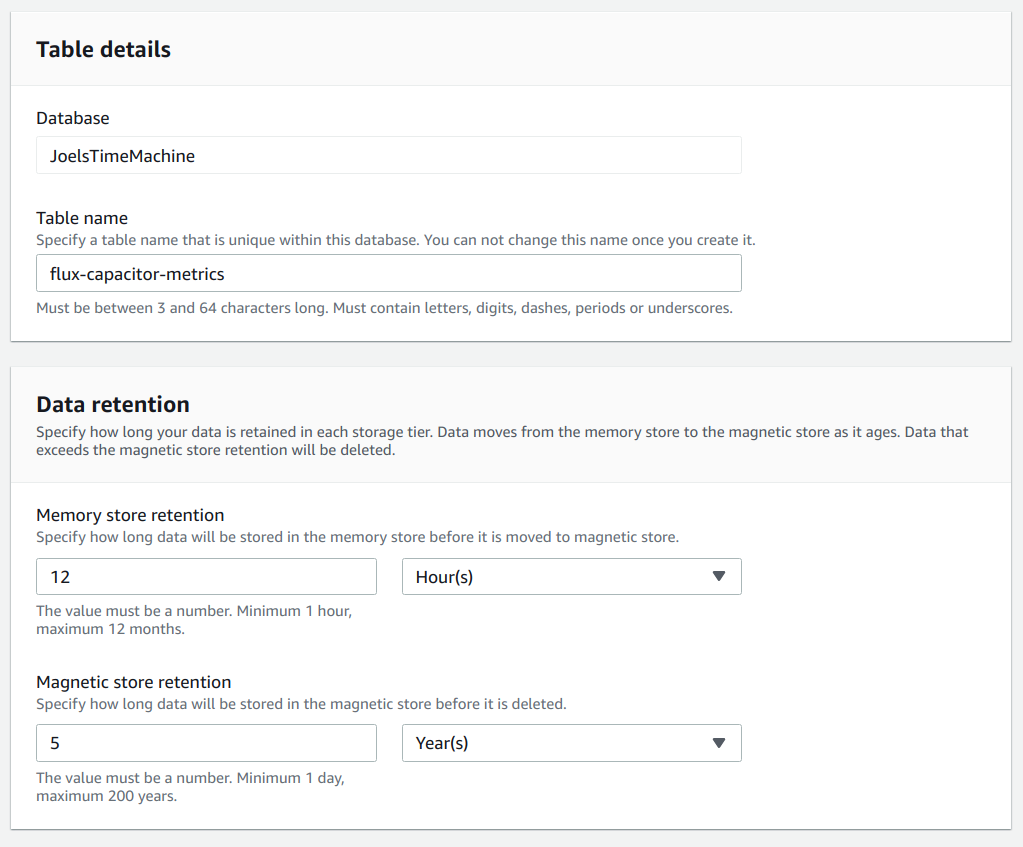 Table details
Database
JoelsTimeMachine
Table name
Specify a table name that is unique within this database. You can not change this name once you create it.
flux-capacitor-metrics
Must be between 3 and 64 characters long. Must contain letters, digits, dashes, periods or underscores.
Data retention
Specify how long your data is retained in each storage tier. Data moves from the memory store to the magnetic store as it ages. Data that
exceeds the magnetic store retention will be deleted.
Memory store retention
Specify how long data will be stored in the memory store before it is moved to magnetic store.
12 Hour(s)
The value must be a number. Minimum 1 hour,
maximum 12 months.
Magnetic store retention
Specify how long data will be stored in the magnetic store before it is deleted.
5 Year(s)
The value must be a number. Minimum 1 day,
maximum 200 years.